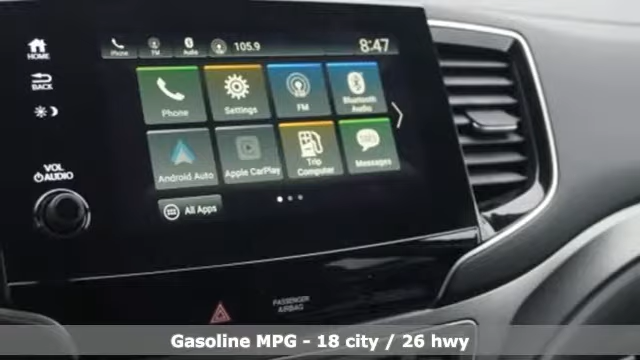 Phone FM Audio 105.9 8:47
HOME
BACK
Phone Settings FM Bluetooth Audio
VOL
AUDIO
Android Auto Apple CarPlay Trip Computer Messages
All Apps
PASSENGER
AIRBAG
Gasoline MPG - 18 city / 26 hwy